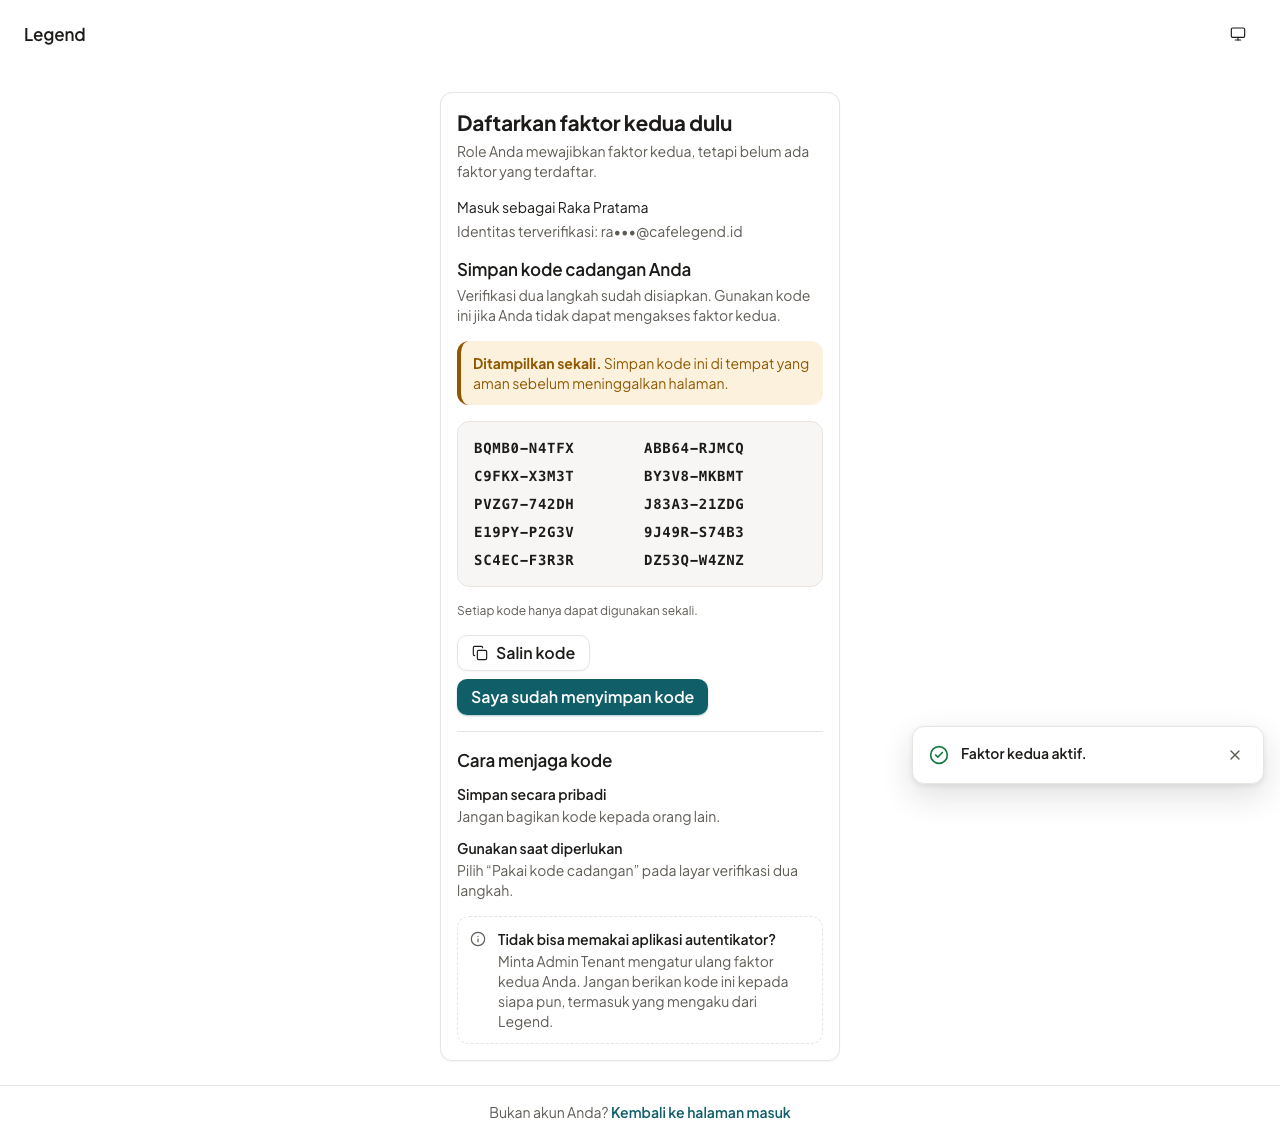 Legend
Daftarkan faktor kedua dulu
Role Anda mewajibkan faktor kedua, tetapi belum ada
faktor yang terdaftar.
Masuk sebagai Raka Pratama
Identitas terverifikasi: ra•••@cafelegend.id
Simpan kode cadangan Anda
Verifikasi dua langkah sudah disiapkan. Gunakan kode
ini jika Anda tidak dapat mengakses faktor kedua.
Ditampilkan sekali. Simpan kode ini di tempat yang
aman sebelum meninggalkan halaman.
BQMB0-N4TFX ABB64-RJMCQ
C9FKX-X3M3T BY3V8-MKBMT
PVZG7-742DH J83A3-21ZDG
E19PY-P2G3V 9J49R-S74B3
SC4EC-F3R3R DZ53Q-W4ZNZ
Setiap kode hanya dapat digunakan sekali.
Salin kode
Saya sudah menyimpan kode
Cara menjaga kode
Simpan secara pribadi
Jangan bagikan kode kepada orang lain.
Gunakan saat diperlukan
Pilih “Pakai kode cadangan” pada layar verifikasi dua
langkah.
Tidak bisa memakai aplikasi autentikator?
Minta Admin Tenant mengatur ulang faktor
kedua Anda. Jangan berikan kode ini kepada
siapa pun, termasuk yang mengaku dari
Legend.
Faktor kedua aktif.
Bukan akun Anda? Kembali ke halaman masuk